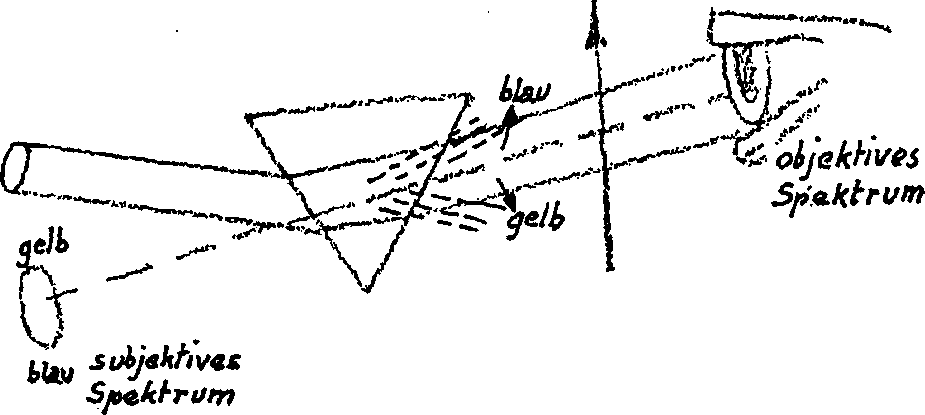 blau
objektives
Spektrum
gelb
gelb
blau
subjektives
Spektrum